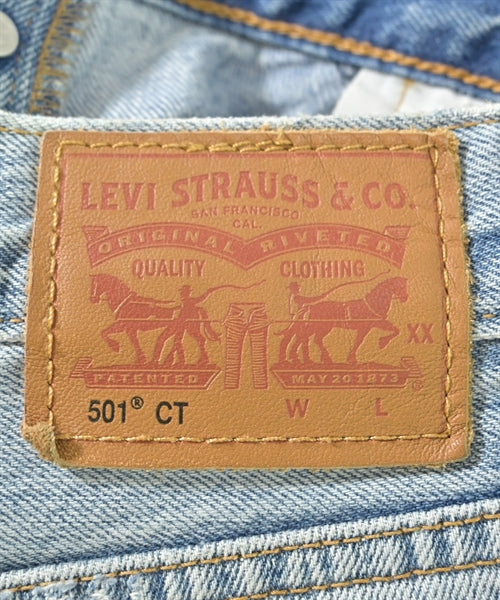 LEVI STRAUSS & CO.
SAN FRANCISCO
CAL.
ORIGINAL RIVETED
QUALITY CLOTHING
XX
PATENTED MAY 20 1873 ®
501® CT W L